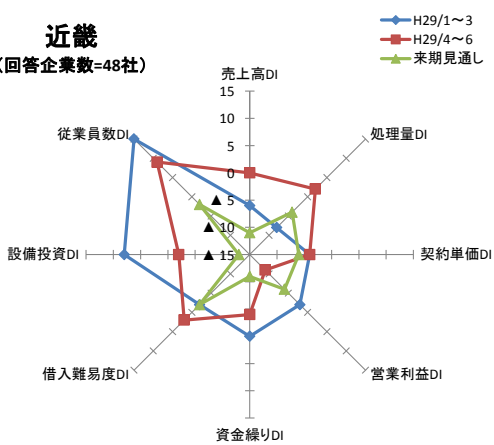 近畿
（回答企業数=48社）
H29/1～3
H29/4～6
来期見通し
売上高DI
処理量DI
契約単価DI
営業利益DI
資金繰りDI
借入難易度DI
設備投資DI
従業員数DI
15
10
5
0
▲ 5
▲ 10
▲ 15